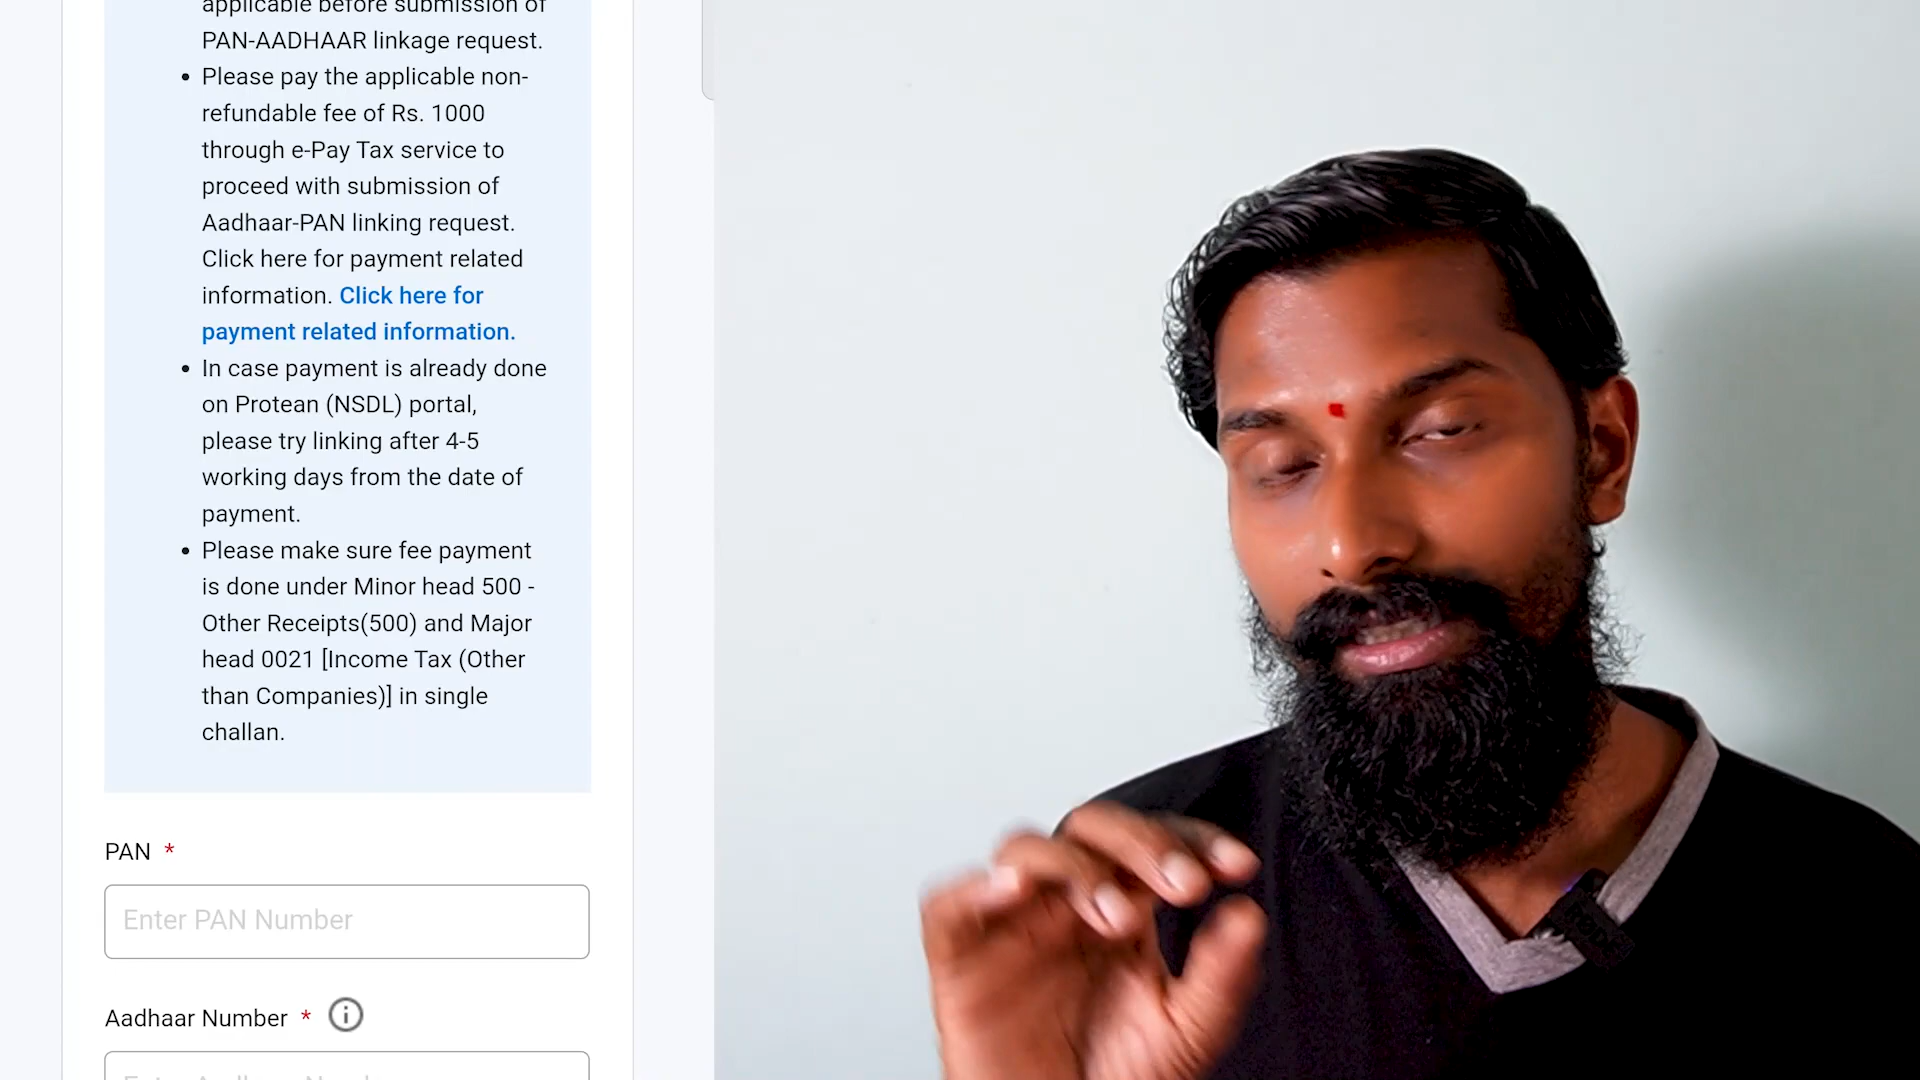 applicable before submission of
PAN-AADHAAR linkage request.
• Please pay the applicable non-
refundable fee of Rs. 1000
through e-Pay Tax service to
proceed with submission of
Aadhaar-PAN linking request.
Click here for payment related
information. Click here for
payment related information.
• In case payment is already done
on Protean (NSDL) portal,
please try linking after 4-5
working days from the date of
payment.
• Please make sure fee payment
is done under Minor head 500 -
Other Receipts(500) and Major
head 0021 [Income Tax (Other
than Companies)] in single
challan.
PAN *
Enter PAN Number
Aadhaar Number *